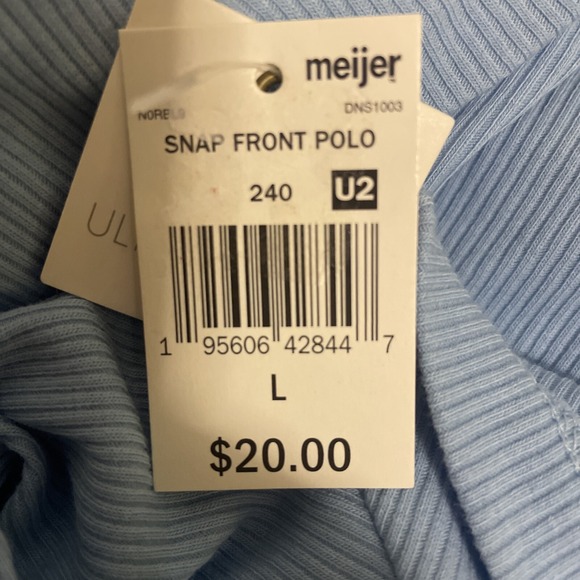 meijer
DNS1003
SNAP FRONT POLO
240 U2
1 95606 42844 7
L
$20.00